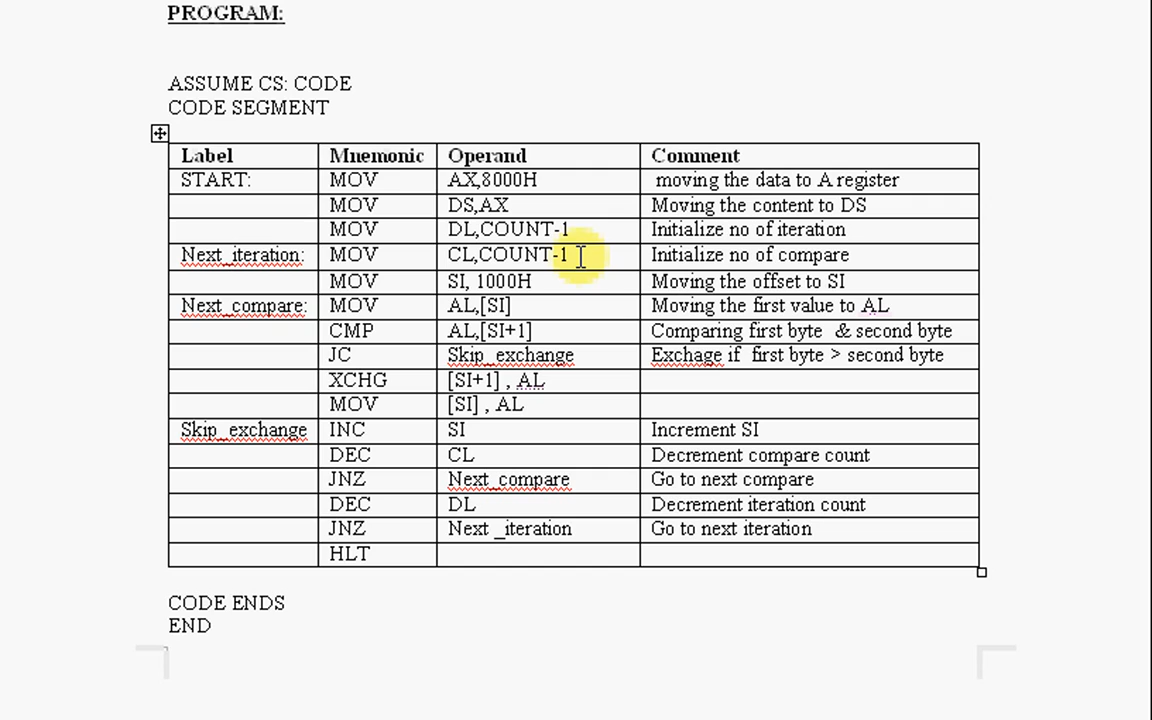 PROGRAM:
ASSUME CS: CODE
CODE SEGMENT
Label Mnemonic Operand Comment
START: MOV AX,8000H moving the data to A register
MOV DS,AX Moving the content to DS
MOV DL,COUNT-1 Initialize no of iteration
Next_iteration: MOV CL,COUNT-1 Initialize no of compare
MOV SI, 1000H Moving the offset to SI
Next_compare: MOV AL,[SI] Moving the first value to AL
CMP AL,[SI+1] Comparing first byte & second byte
JC Skip_exchange Exchage if first byte > second byte
XCHG [SI+1] , AL
MOV [SI] , AL
Skip_exchange INC SI Increment SI
DEC CL Decrement compare count
JNZ Next_compare Go to next compare
DEC DL Decrement iteration count
JNZ Next _iteration Go to next iteration
HLT
CODE ENDS
END